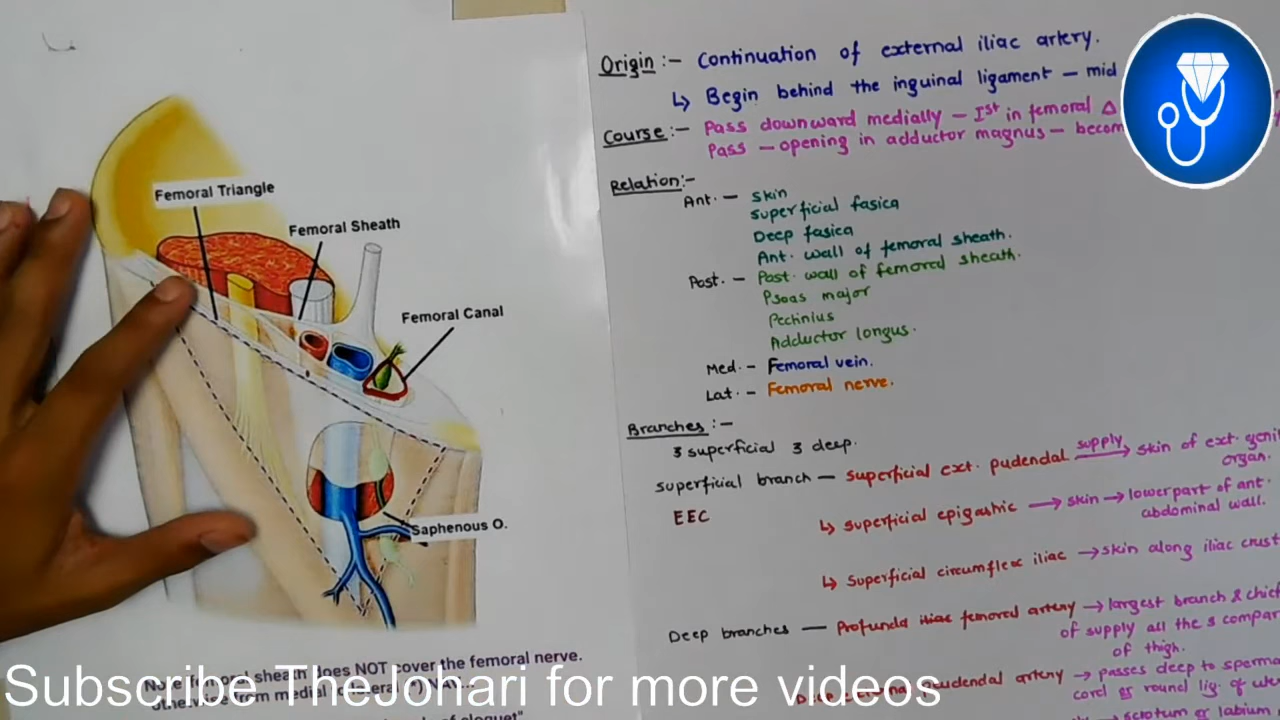 Femoral Triangle
Femoral Sheath
Femoral Canal
Saphenous O.
femoral sheath does NOT cover the femoral nerve.
from medial
Origin :- Continuation of external iliac artery.
↳ Begin behind the inguinal ligament – mid
Course :- Pass downward medially – Ist in femoral Δ
Pass – opening in adductor magnus – becom
Relation :-
Ant. – Skin
Superficial fasica
Deep fasica
Ant. wall of femoral sheath.
Post. – Post. wall of femoral sheath.
Psoas major
Pectinius
Adductor longus.
Med. – Femoral vein.
Lat. – Femoral nerve.
Branches :-
3 superficial 3 deep.
Superficial branch – Superficial ext. pudendal supply → skin of ext. genit
organ.
EEC
↳ Superficial epigastric → skin → lower part of ant.
abdominal wall.
↳ Superficial circumflex iliac → skin along iliac crust
Deep branches – Profunda femoral artery → largest branch & chief
of supply all the 3 compar
of thigh.
pudendal artery → passes deep to sperma
cord or round lig. of ute
scrotum or labium
Subscribe TheJohari for more videos